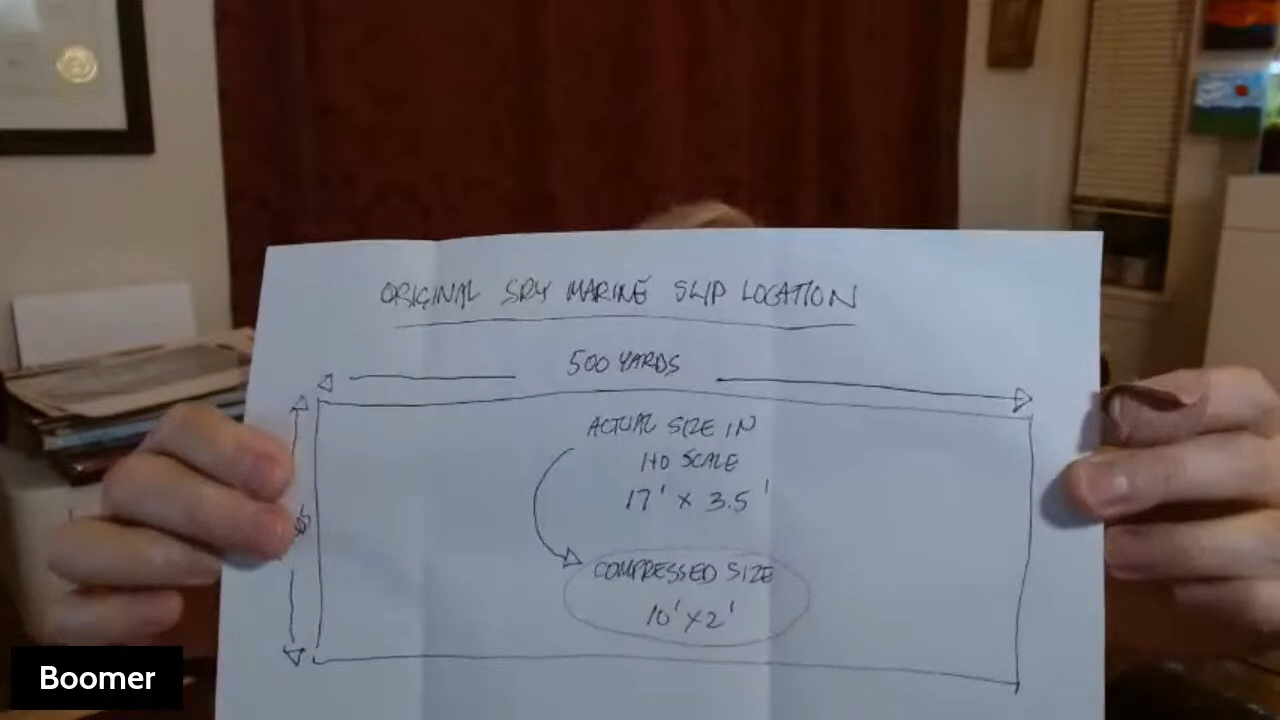 ORIGINAL SRY MARINE SLIP LOCATION
500 YARDS
ACTUAL SIZE IN
HO SCALE
17' X 3.5'
COMPRESSED SIZE
10' X 2'
Boomer